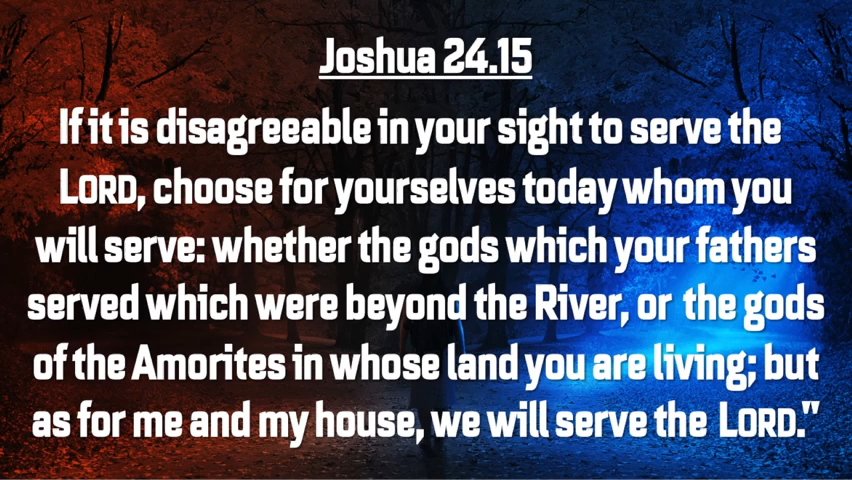 Joshua 24.15
If it is disagreeable in your sight to serve the
LORD, choose for yourselves today whom you
will serve: whether the gods which your fathers
served which were beyond the River, or the gods
of the Amorites in whose land you are living; but
as for me and my house, we will serve the LORD."